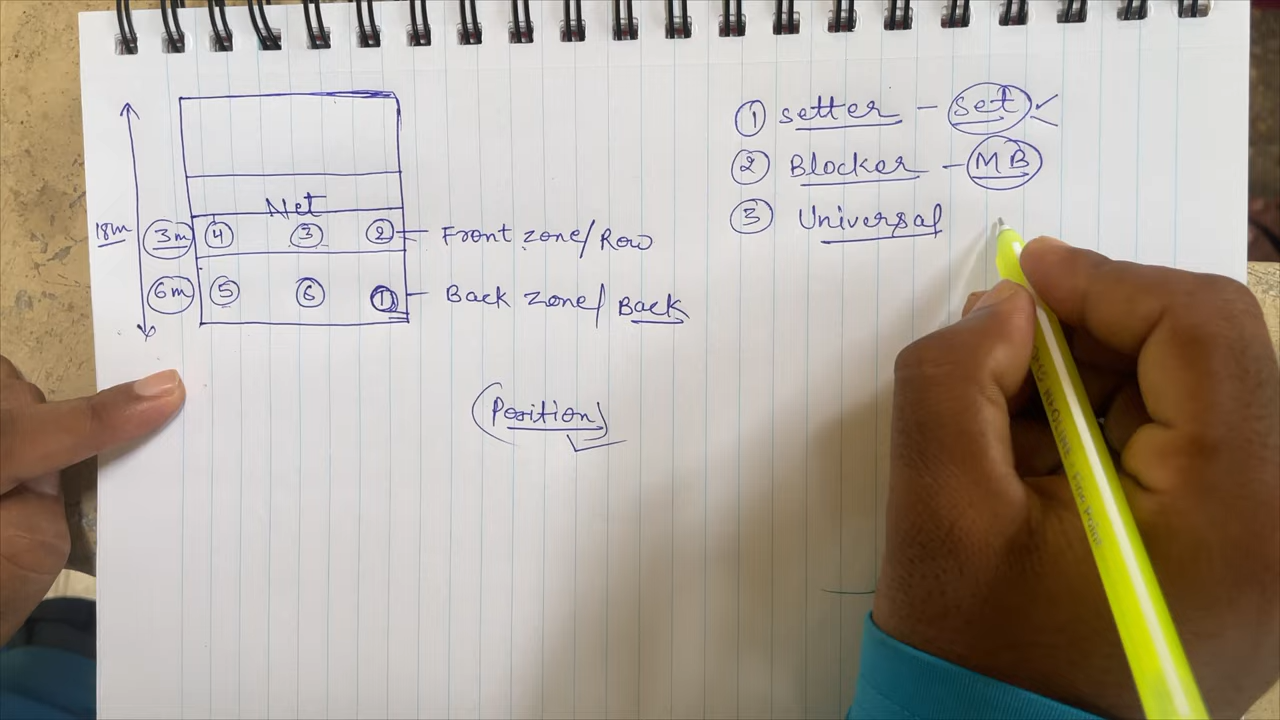 Net
18m 3m 4 3 2 Front zone/Row
6m 5 6 1 Back zone/Back
Position
1 Setter - Set
2 Blocker - MB
3 Universal